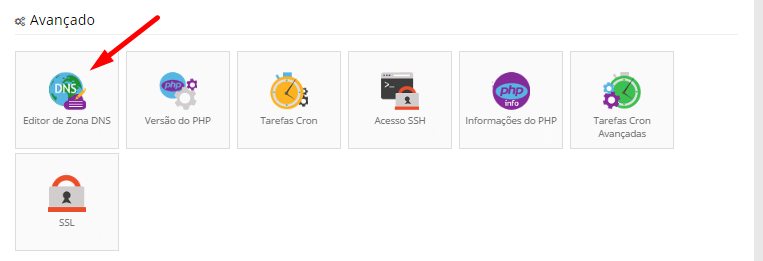 Avançado
DNS
Editor de Zona DNS
php
Versão do PHP
Tarefas Cron
>_
Acesso SSH
php
info
Informações do PHP
Tarefas Cron
Avançadas
SSL